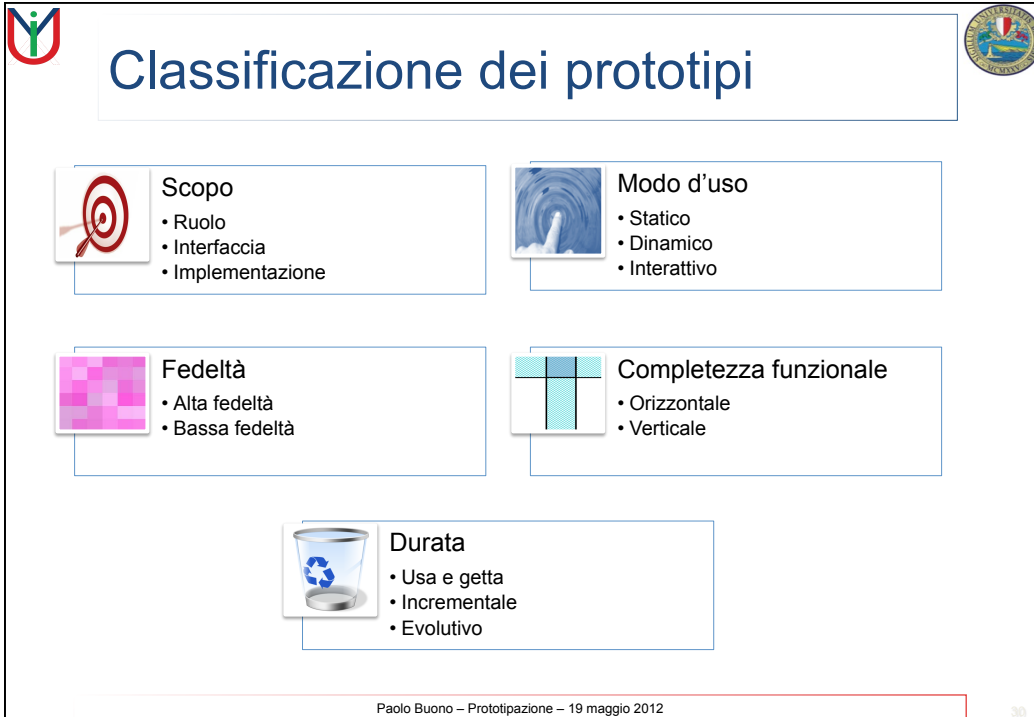 Classificazione dei prototipi
Scopo
• Ruolo
• Interfaccia
• Implementazione
Modo d’uso
• Statico
• Dinamico
• Interattivo
Fedeltà
• Alta fedeltà
• Bassa fedeltà
Completezza funzionale
• Orizzontale
• Verticale
Durata
• Usa e getta
• Incrementale
• Evolutivo
Paolo Buono – Prototipazione – 19 maggio 2012
30